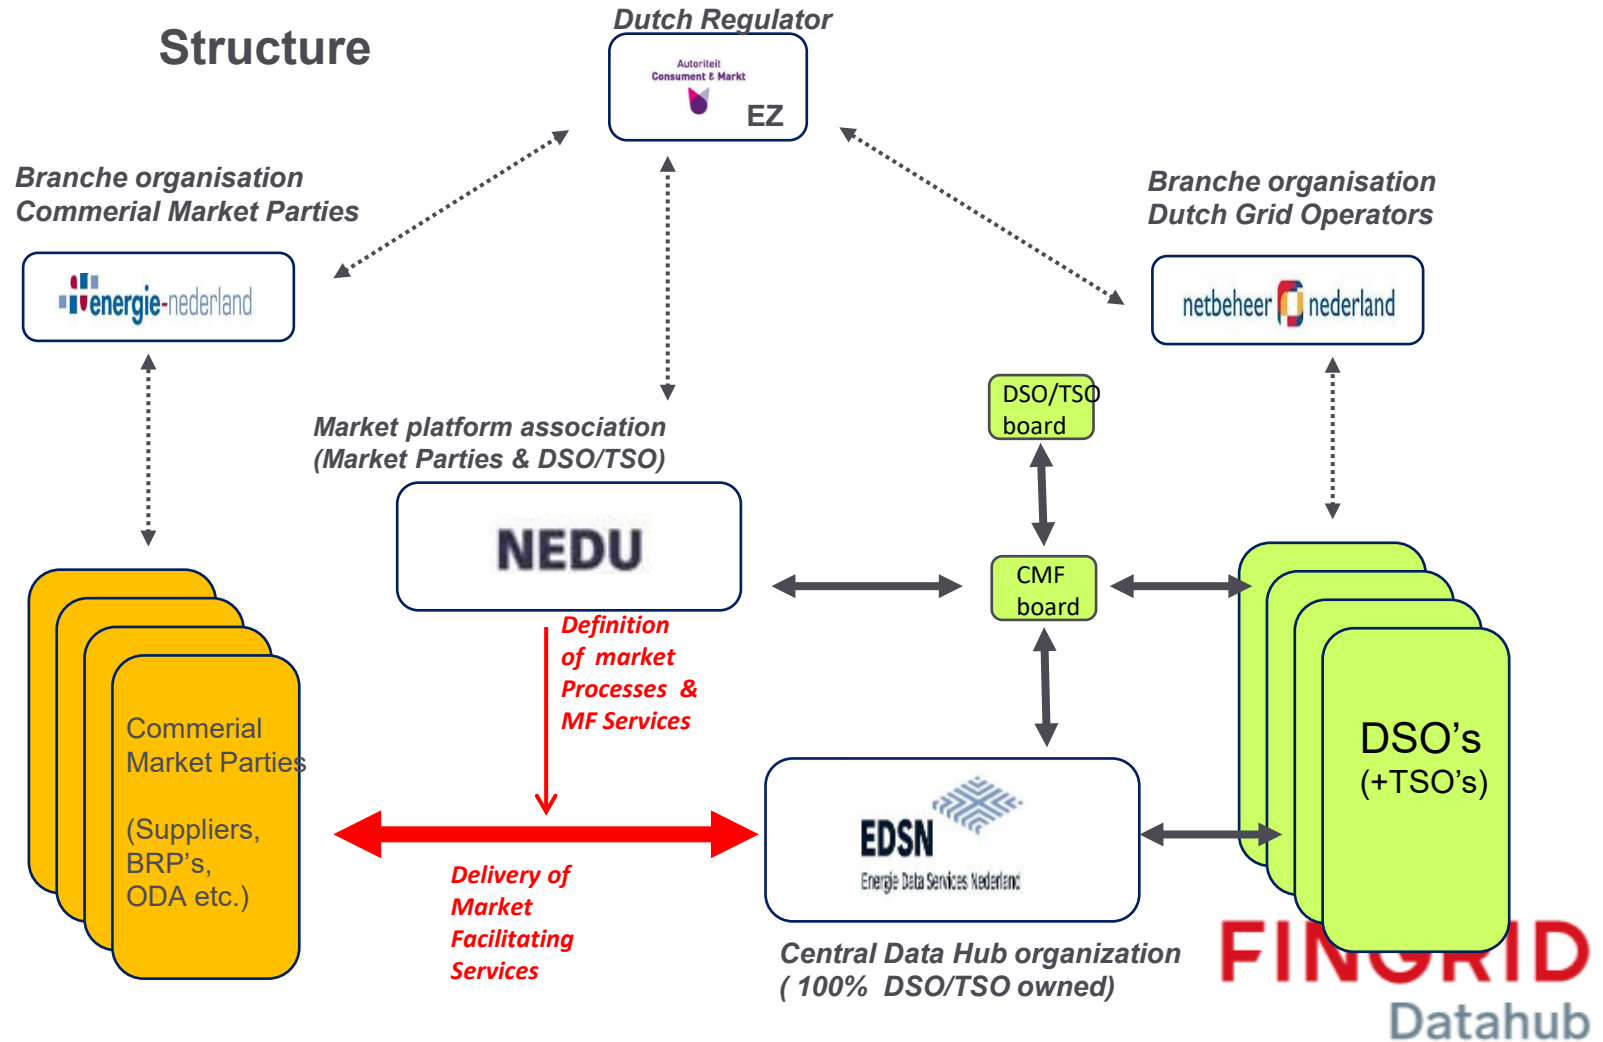 Structure
Dutch Regulator
Autoriteit
Consument & Markt
EZ
Branche organisation
Commerial Market Parties
energie-nederland
Branche organisation
Dutch Grid Operators
netbeheer nederland
DSO/TSO
board
Market platform association
(Market Parties & DSO/TSO)
NEDU
CMF
board
Definition
of market
Processes &
MF Services
Commerial
Market Parties
(Suppliers,
BRP's,
ODA etc.)
DSO's
(+TSO's)
EDSN
Energie Data Services Nederland
Delivery of
Market
Facilitating
Services
Central Data Hub organization
( 100% DSO/TSO owned)
FINGRID
Datahub